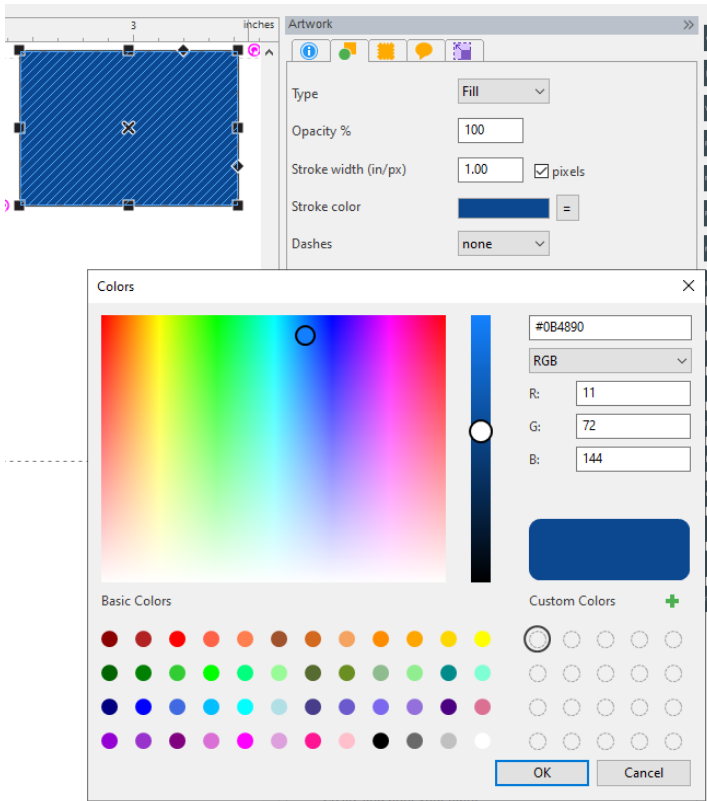 3 inches Artwork
Type Fill
Opacity % 100
Stroke width (in/px) 1.00 pixels
Stroke color =
Dashes none
Colors
#0B4890
RGB
R: 11
G: 72
B: 144
Basic Colors Custom Colors
OK Cancel